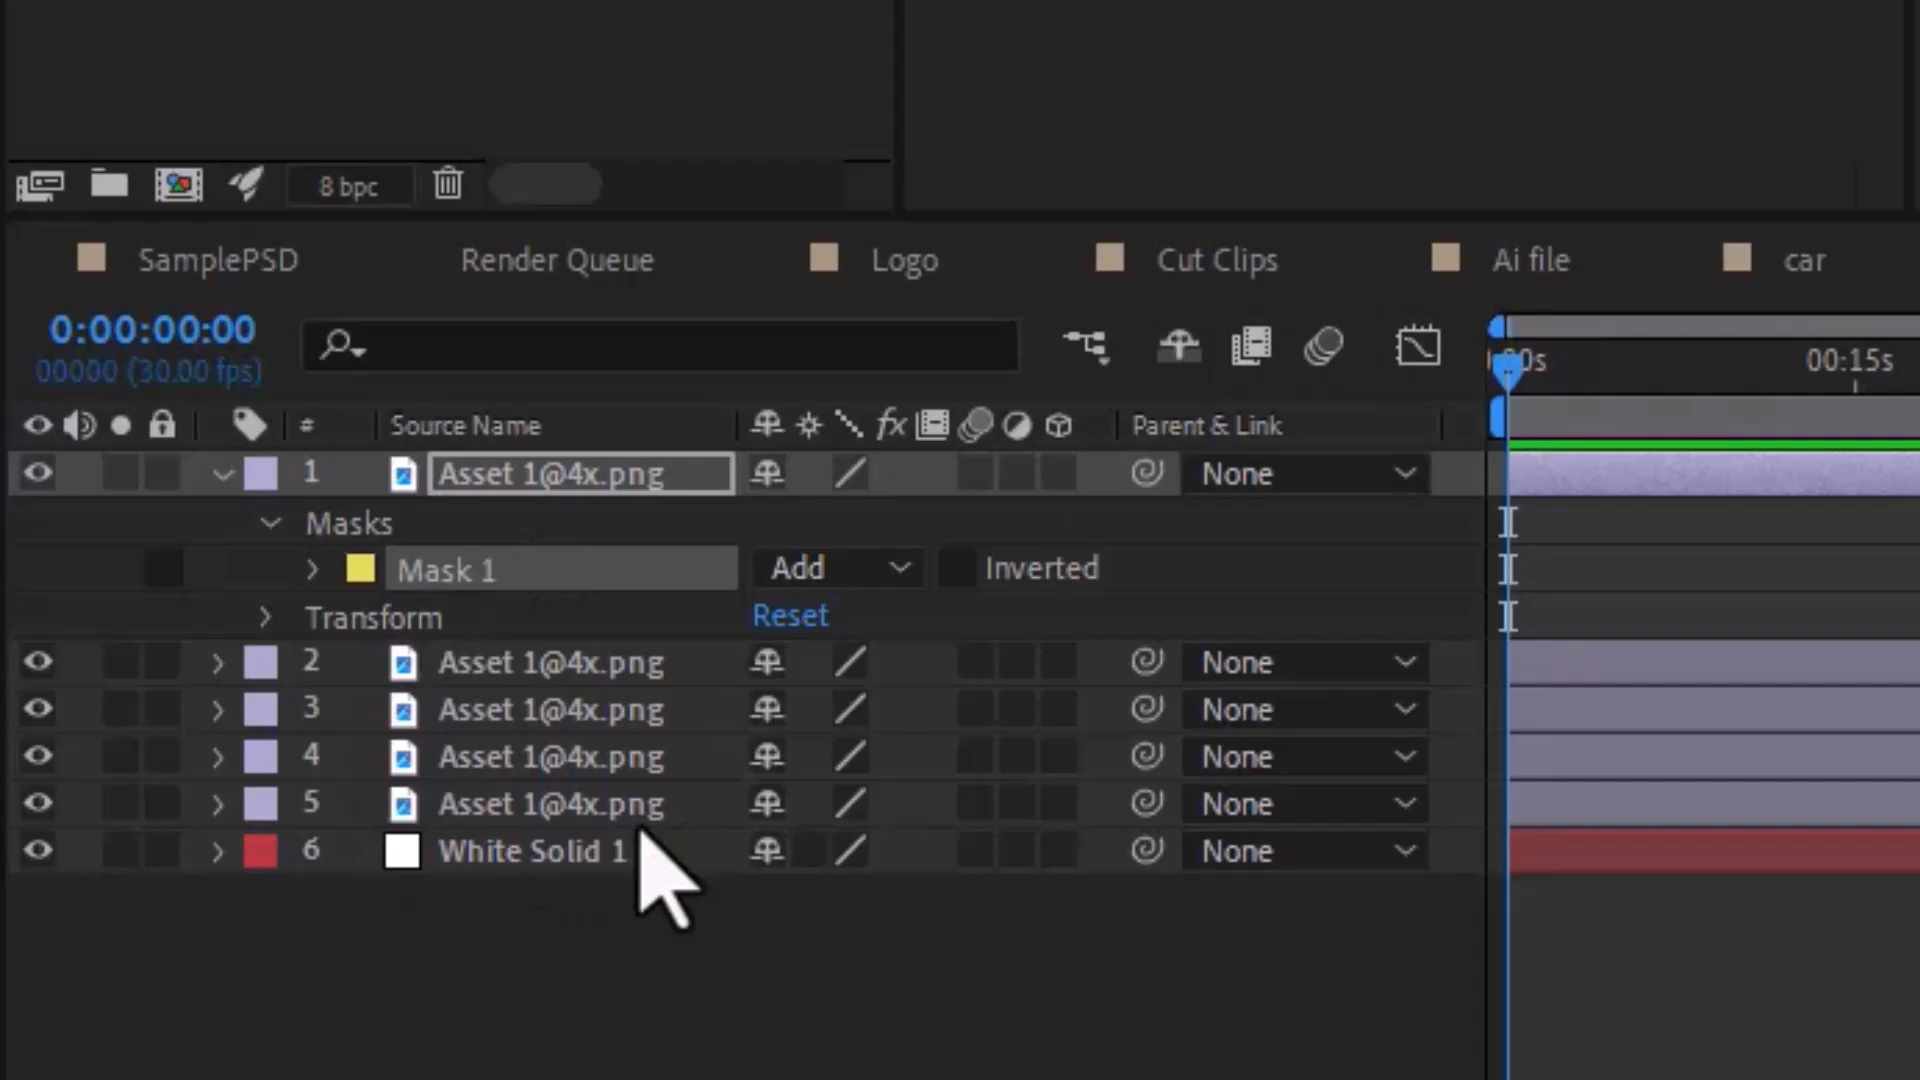 8 bpc
SamplePSD Render Queue Logo Cut Clips Ai file car
0:00:00:00
00000 (30.00 fps)
00:15s
# Source Name fx Parent & Link
1 Asset 1@4x.png None
Masks
Mask 1 Add Inverted
Transform Reset
2 Asset 1@4x.png None
3 Asset 1@4x.png None
4 Asset 1@4x.png None
5 Asset 1@4x.png None
6 White Solid 1 None